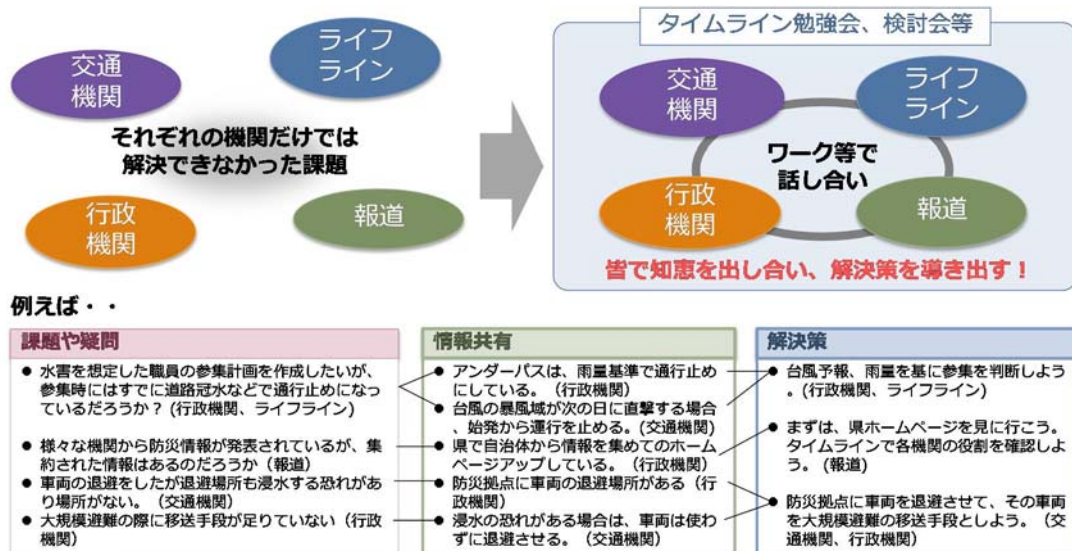 交通
機関
ライフ
ライン
それぞれの機関だけでは
解決できなかった課題
行政
機関
報道
タイムライン勉強会、検討会等
交通
機関
ライフ
ライン
ワーク等で
話し合い
行政
機関
報道
皆で知恵を出し合い、解決策を導き出す!
例えば・・
課題や疑問
● 水害を想定した職員の参集計画を作成したいが、
参集時にはすでに道路冠水などで通行止めになっ
ているだろうか? (行政機関、ライフライン)
● 様々な機関から防災情報が発表されているが、集
約された情報はあるのだろうか(報道)
● 車両の退避をしたが退避場所も浸水する恐れがあ
り場所がない。(交通機関)
● 大規模避難の際に移送手段が足りていない(行政
機関)
情報共有
● アンダーパスは、雨量基準で通行止め
にしている。(行政機関)
● 台風の暴風域が次の日に直撃する場合
、始発から運行を止める。(交通機関)
● 県で自治体から情報を集めてのホーム
ページアップしている。(行政機関)
● 防災拠点に車両の退避場所がある(行
政機関)
● 浸水の恐れがある場合は、車両は使わ
ずに退避させる。(交通機関)
解決策
● 台風予報、雨量を基に参集を判断しよう
。(行政機関、ライフライン)
● まずは、県ホームページを見に行こう。
タイムラインで各機関の役割を確認しよ
う。(報道)
● 防災拠点に車両を退避させて、その車両
を大規模避難の移送手段としよう。(交
通機関、行政機関)